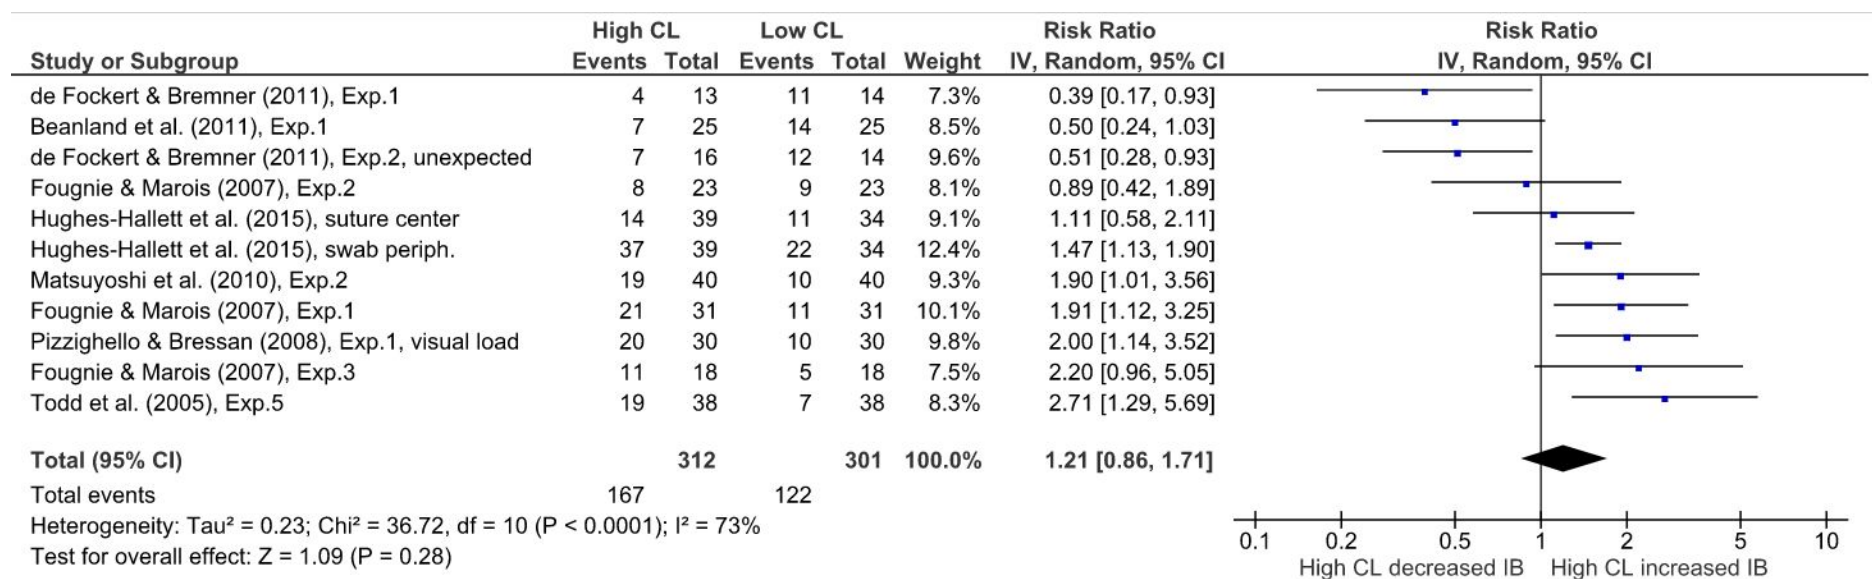 High CL Low CL Risk Ratio Risk Ratio
Study or Subgroup Events Total Events Total Weight IV, Random, 95% CI IV, Random, 95% CI
de Fockert & Bremner (2011), Exp.1 4 13 11 14 7.3% 0.39 [0.17, 0.93]
Beanland et al. (2011), Exp.1 7 25 14 25 8.5% 0.50 [0.24, 1.03]
de Fockert & Bremner (2011), Exp.2, unexpected 7 16 12 14 9.6% 0.51 [0.28, 0.93]
Fougnie & Marois (2007), Exp.2 8 23 9 23 8.1% 0.89 [0.42, 1.89]
Hughes-Hallett et al. (2015), suture center 14 39 11 34 9.1% 1.11 [0.58, 2.11]
Hughes-Hallett et al. (2015), swab periph. 37 39 22 34 12.4% 1.47 [1.13, 1.90]
Matsuyoshi et al. (2010), Exp.2 19 40 10 40 9.3% 1.90 [1.01, 3.56]
Fougnie & Marois (2007), Exp.1 21 31 11 31 10.1% 1.91 [1.12, 3.25]
Pizzighello & Bressan (2008), Exp.1, visual load 20 30 10 30 9.8% 2.00 [1.14, 3.52]
Fougnie & Marois (2007), Exp.3 11 18 5 18 7.5% 2.20 [0.96, 5.05]
Todd et al. (2005), Exp.5 19 38 7 38 8.3% 2.71 [1.29, 5.69]
Total (95% CI) 312 301 100.0% 1.21 [0.86, 1.71]
Total events 167 122
Heterogeneity: Tau² = 0.23; Chi² = 36.72, df = 10 (P < 0.0001); I² = 73%
Test for overall effect: Z = 1.09 (P = 0.28)
0.1 0.2 0.5 1 2 5 10
High CL decreased IB High CL increased IB